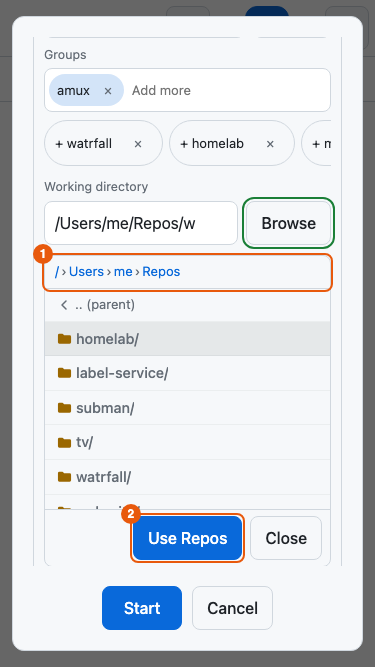 Groups
amux × Add more
+ watrfall × + homelab × + m
Working directory
/Users/me/Repos/w Browse
1
/ › Users › me › Repos
‹ .. (parent)
homelab/
label-service/
subman/
tv/
watrfall/
2
Use Repos Close
Start Cancel